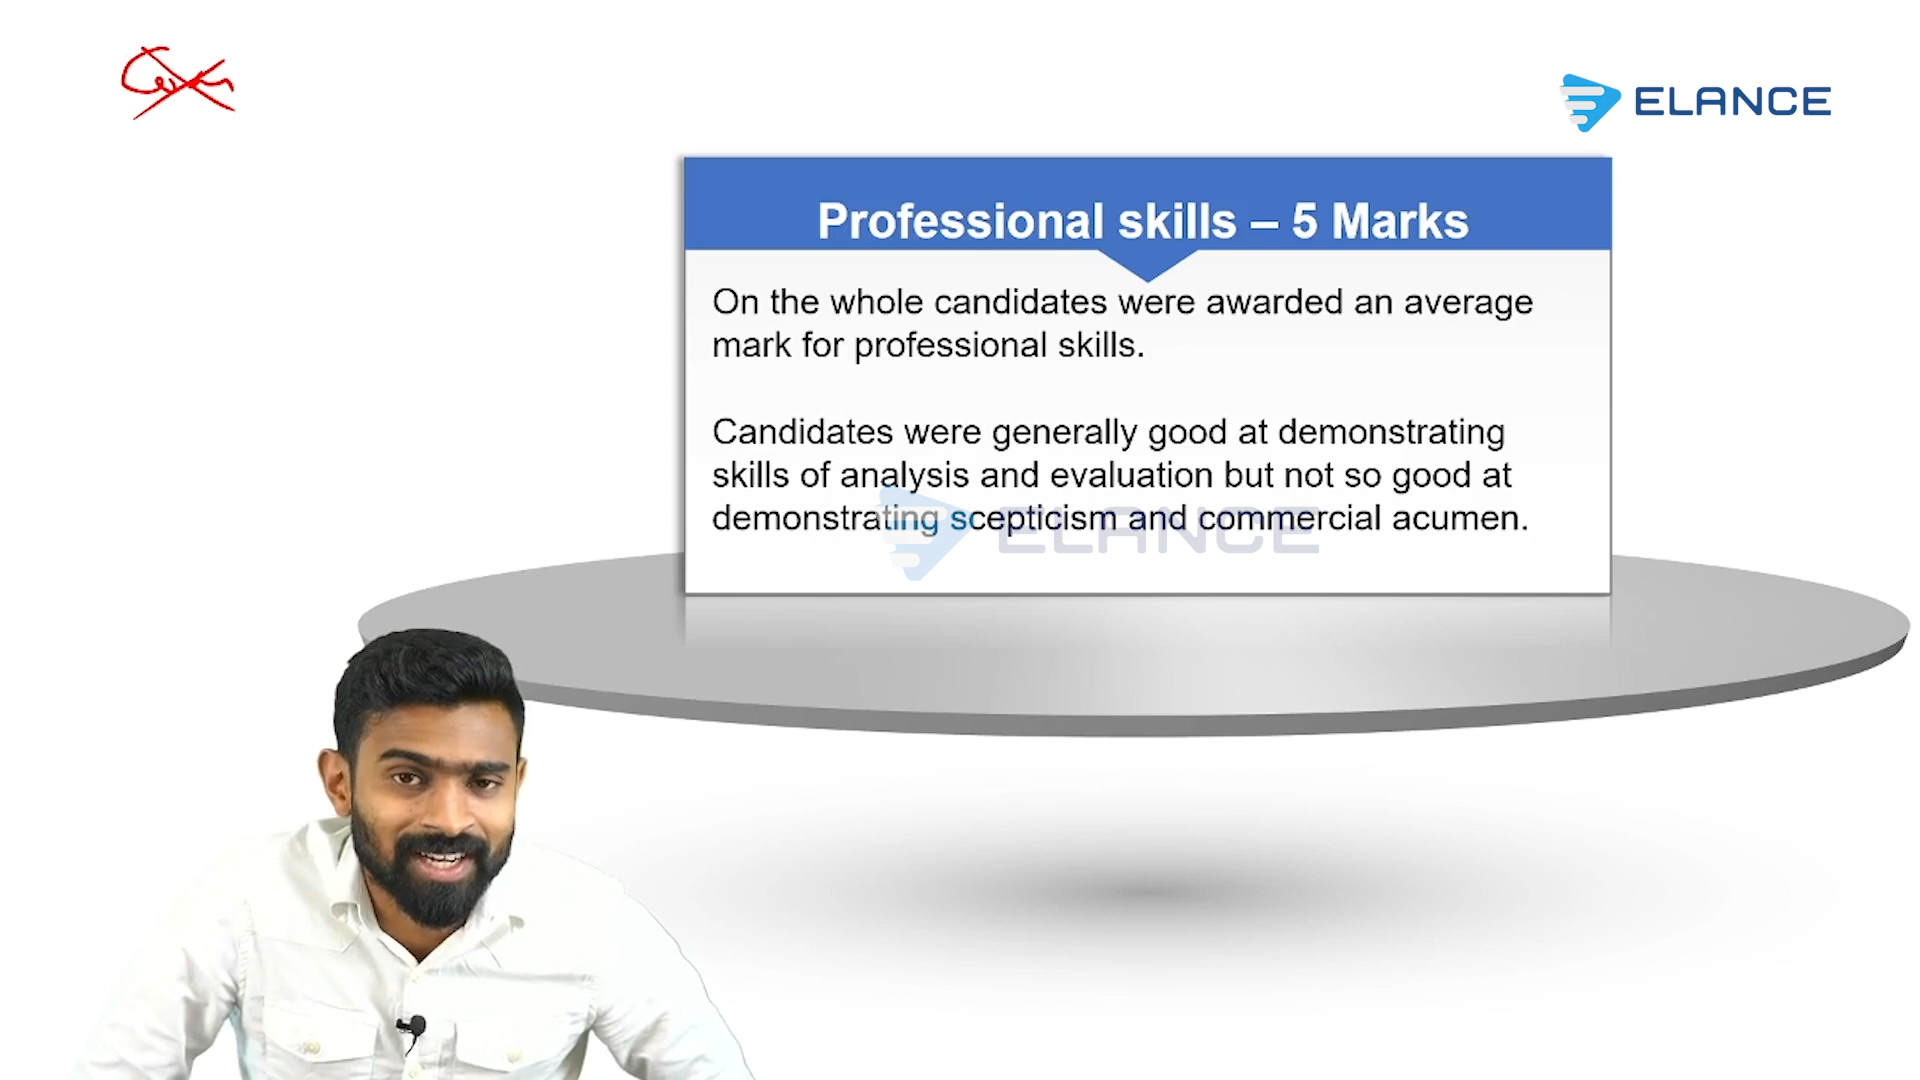 ELANCE
Professional skills – 5 Marks
On the whole candidates were awarded an average
mark for professional skills.
Candidates were generally good at demonstrating
skills of analysis and evaluation but not so good at
demonstrating scepticism and commercial acumen.
ELANCE